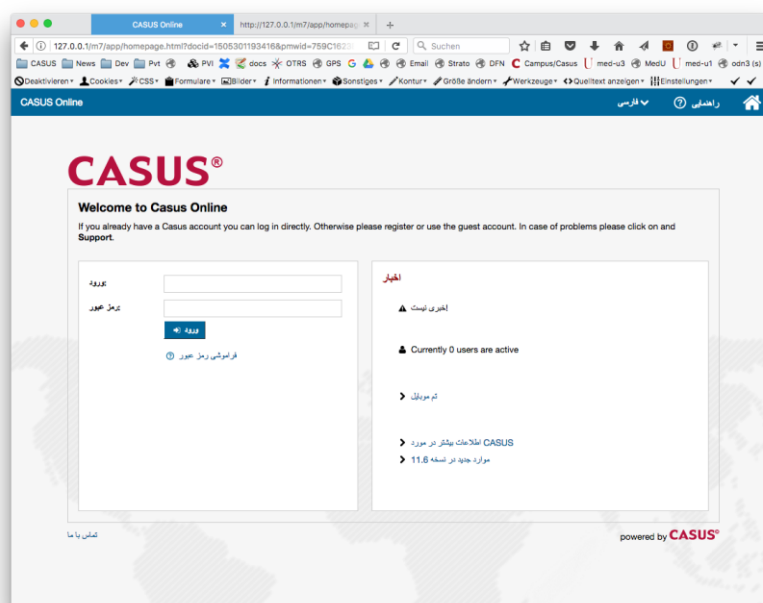 CASUS Online
http://127.0.0.1/m7/app/homepag
127.0.0.1/m7/app/homepage.html?docid=1505301193416&pmwid=759C162
Suchen
CASUS News Dev Pvt GPS PVI docs OTRS GPS G Email Strato DFN Campus/Casus med-u3 MedU med-u1 odn3 (s)
Deaktivieren Cookies CSS Formulare Bilder Informationen Sonstiges Kontur Größe ändern Werkzeuge Quelltext anzeigen Einstellungen
CASUS Online
فارسی
راهنمایی
CASUS®
Welcome to Casus Online
If you already have a Casus account you can log in directly. Otherwise please register or use the guest account. In case of problems please click on and
Support.
ورود:
رمز عبور:
ورود
فراموشی رمز عبور
اخبار
خبری نیست!
Currently 0 users are active
تم موبایل
اطلاعات بیشتر در مورد CASUS
موارد جدید در نسخه 11.6
تماس با ما
powered by CASUS®